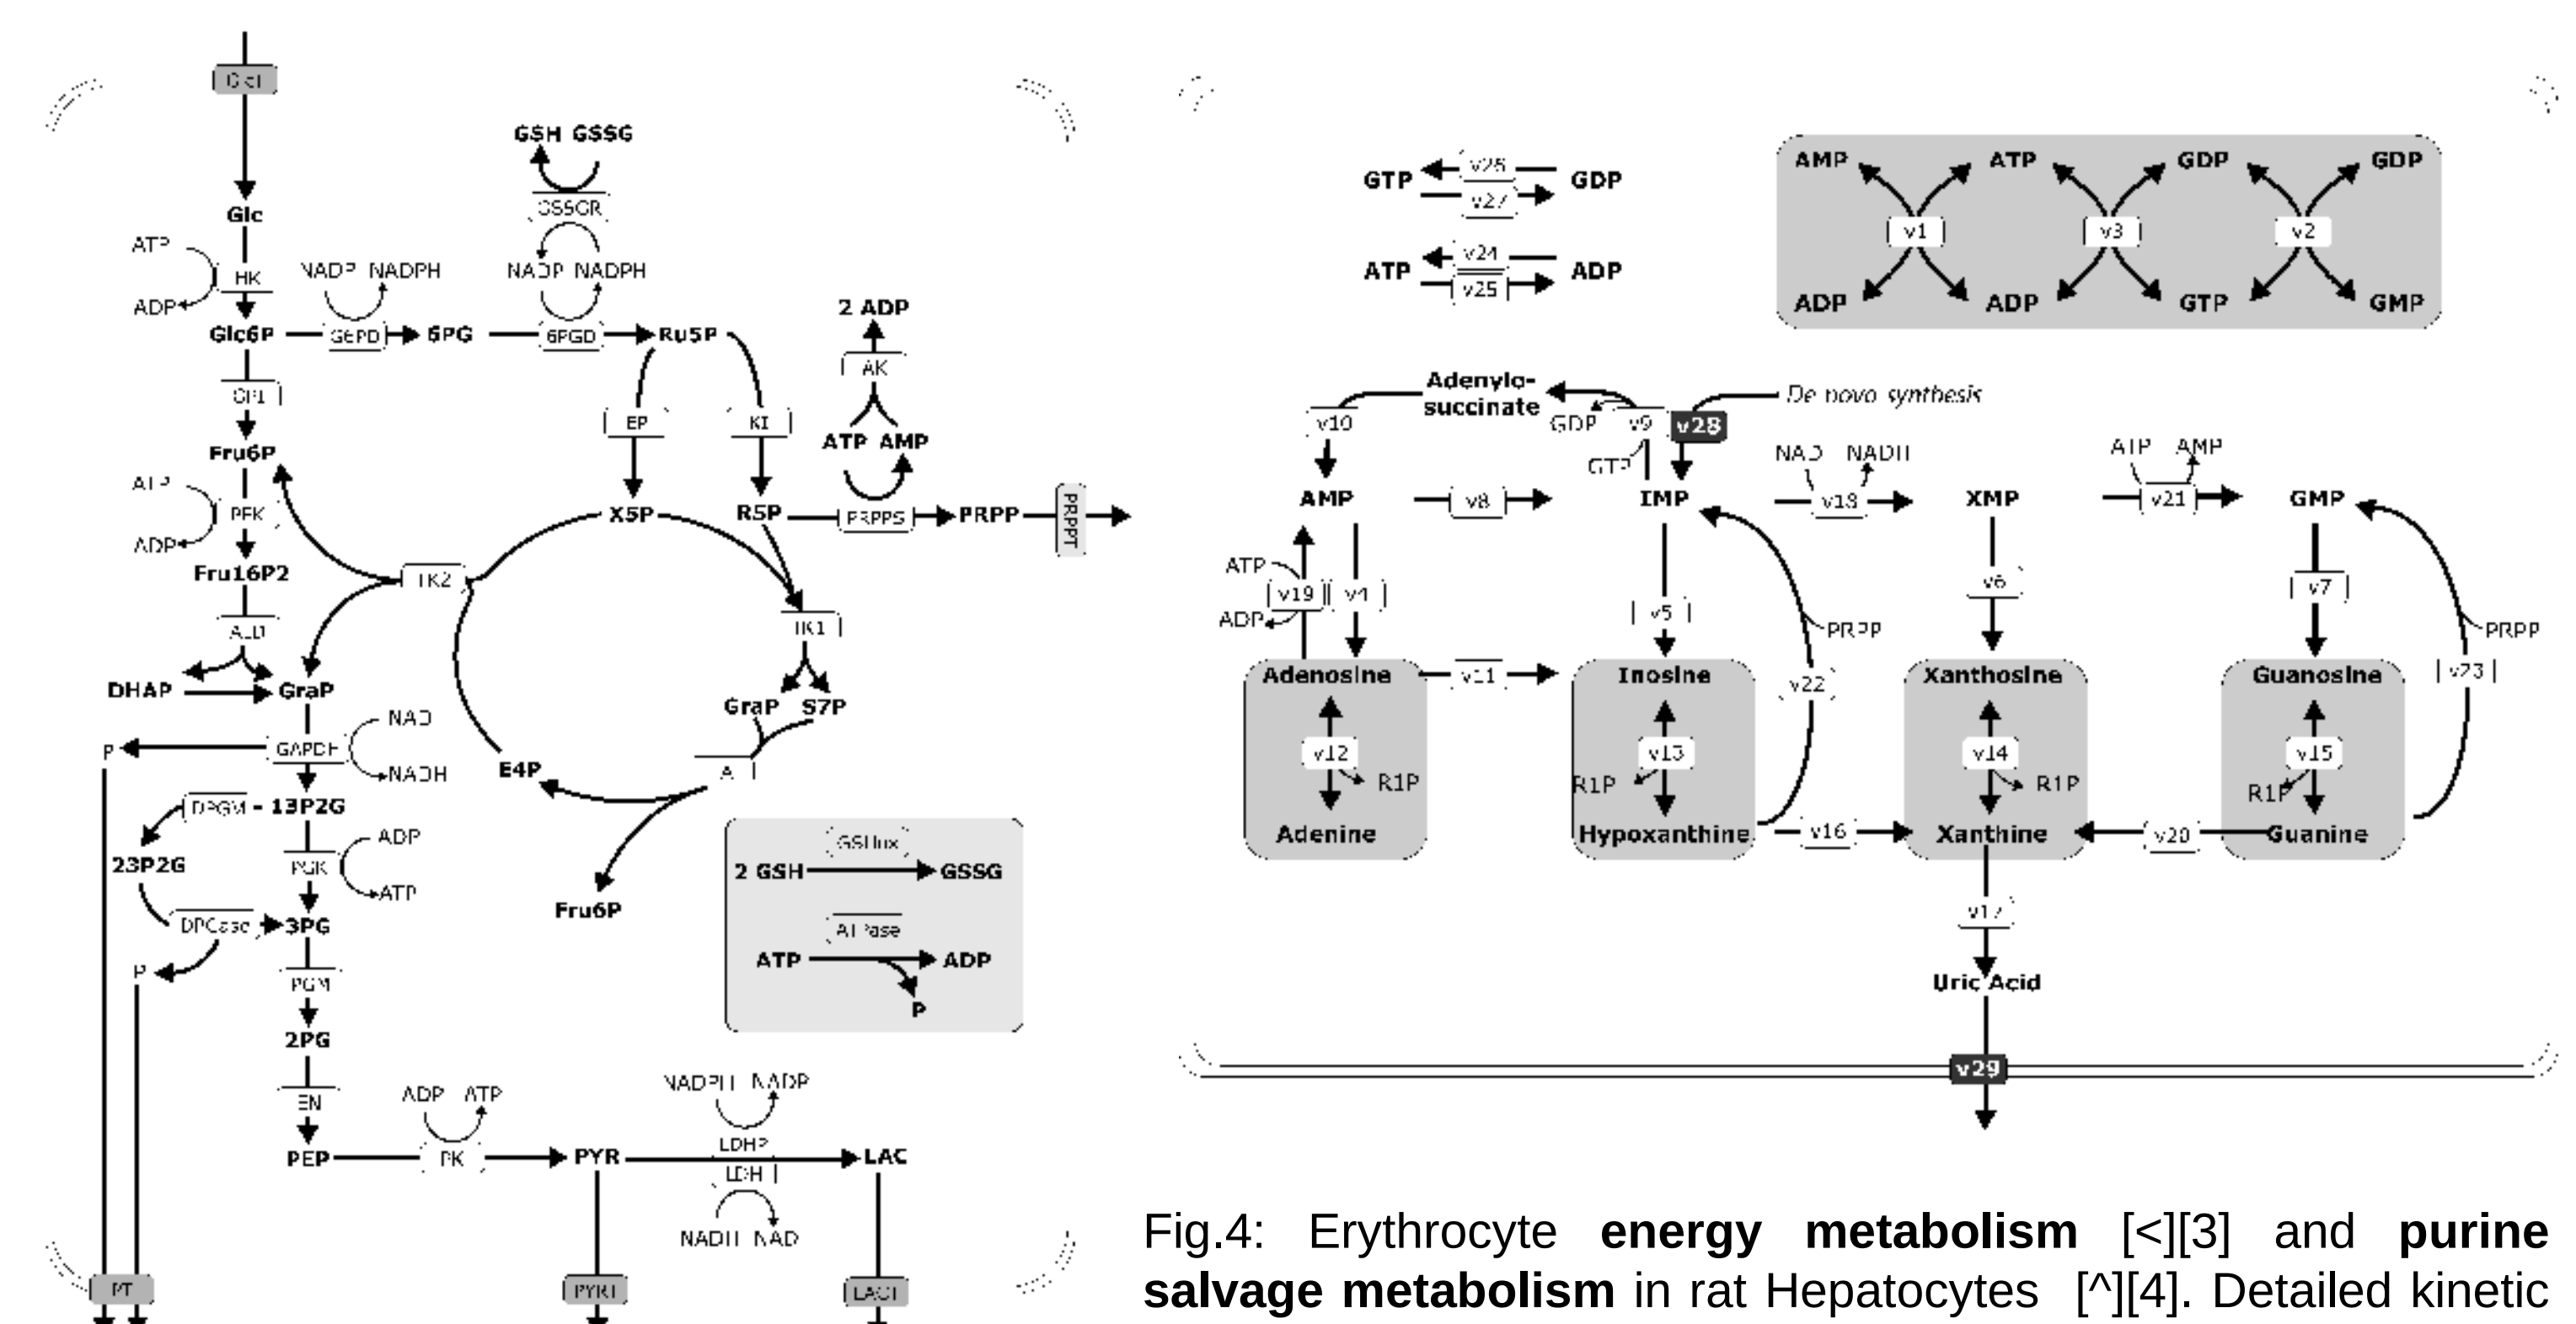 GSH GSSG
Glc
ATP
HK
NADP NADPH
NADP NADPH
ADP
2 ADP
Glc6P G6PD 6PG 6PGD Ru5P
AK
EP KI
ATP AMP
Fru6P
ATP
PFK X5P R5P PRPPS PRPP PRPPT
ADP
Fru16P2 TK2
TK1
DHAP GraP
GraP S7P
NAD
P GAPDH
NADH
E4P
DPGM 13P2G
ADP
23P2G PGK
ATP
2 GSH GSSG
Fru6P
3PG
ATPase
ATP ADP
P
P
PGM
2PG
EN
ADP ATP
NADPH NADP
PEP PK PYR LDHP LAC
LDH
NADH NAD
PT
GTP v27 GDP
ATP v24 ADP
v25
AMP ATP GDP GDP
v1 v3 v2
ADP ADP GTP GMP
Adenylo-
succinate
De novo synthesis
v10 GDP v9 v28
GTP
NAD NADH
ATP AMP
AMP v8 IMP v18 XMP v21 GMP
ATP
v19 v4 v5 v6 v7
ADP
PRPP PRPP
Adenosine v11 Inosine v22 Xanthosine Guanosine v23
v12 v13 v14 v15
R1P R1P R1P R1P
Adenine Hypoxanthine v16 Xanthine v20 Guanine
v17
Uric Acid
v29
Fig.4: Erythrocyte energy metabolism [<][3] and purine
salvage metabolism in rat Hepatocytes [^][4]. Detailed kinetic